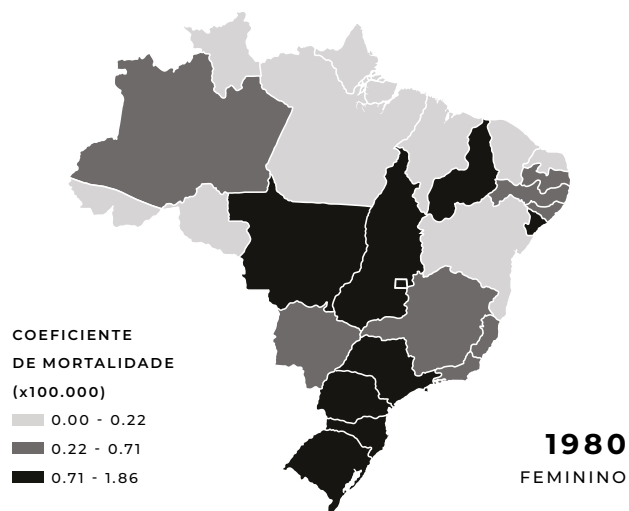 COEFICIENTE
DE MORTALIDADE
(x100.000)
0.00 - 0.22
0.22 - 0.71
0.71 - 1.86
1980
FEMININO